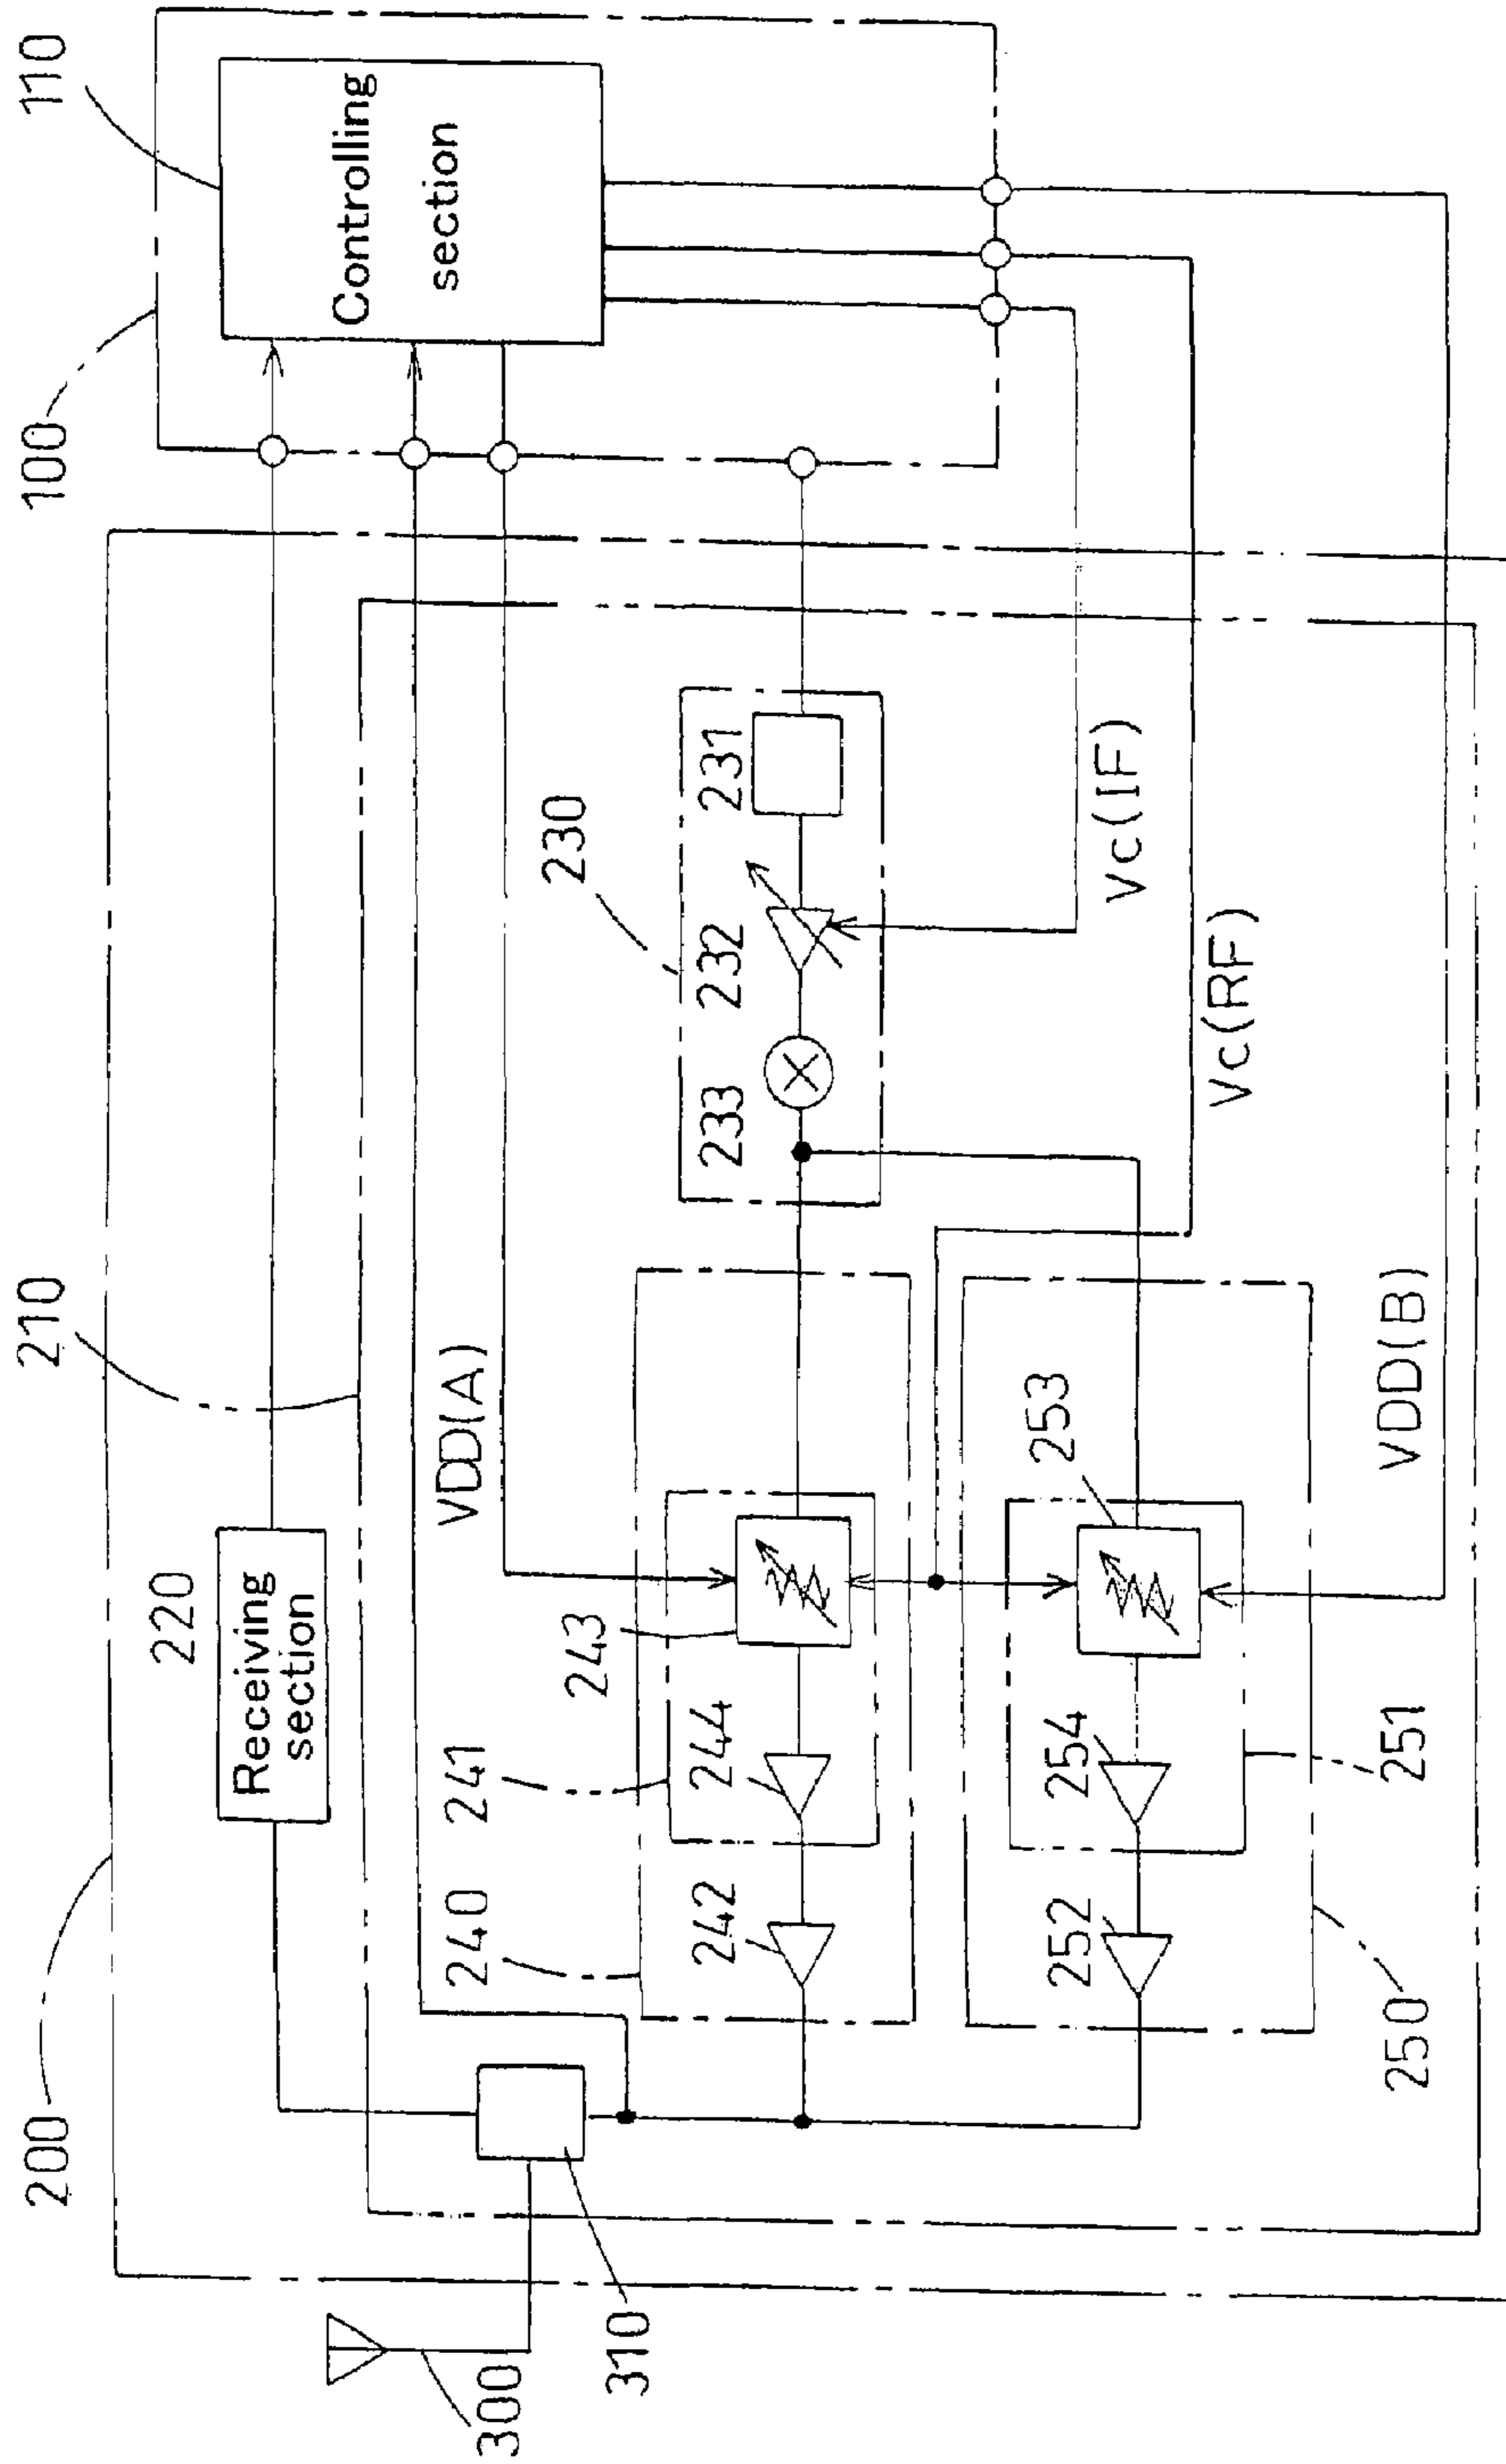 200
210
100
110
220
Receiving
section
Controlling
section
VDD(A)
300
310
240
241
243
230
242
244
233
232
231
252
254
253
Vc(IF)
Vc(RF)
250
251
VDD(B)